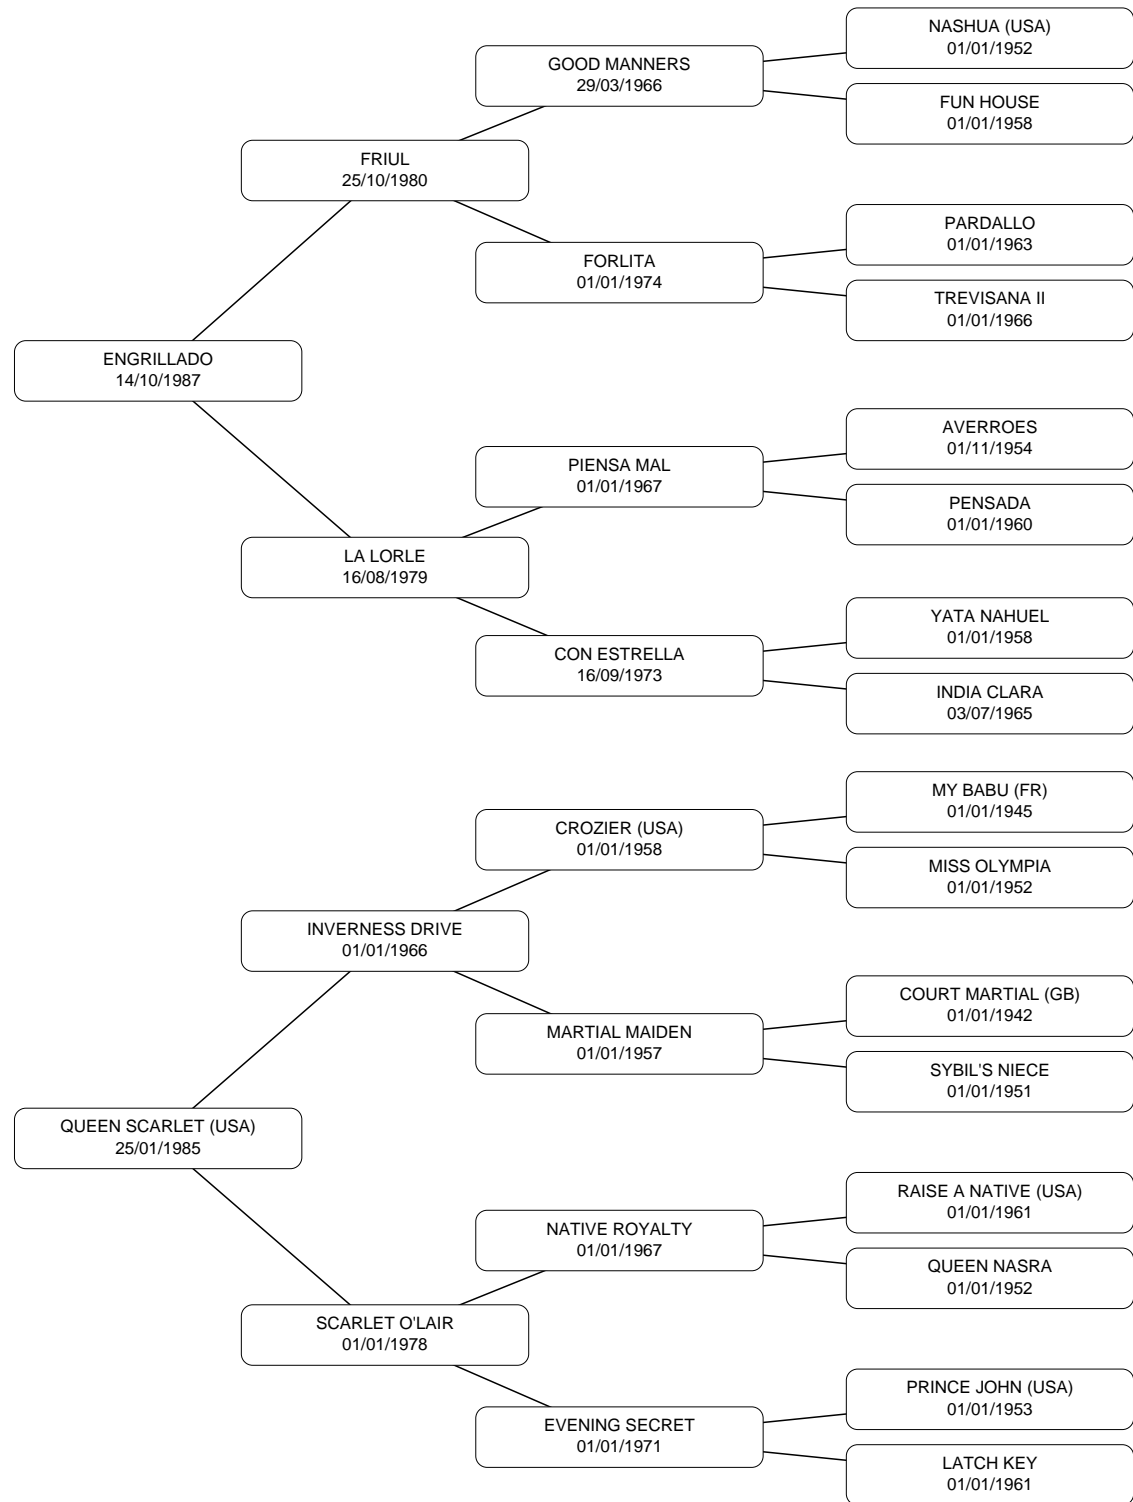 NASHUA (USA)
01/01/1952
GOOD MANNERS
29/03/1966
FUN HOUSE
01/01/1958
FRIUL
25/10/1980
PARDALLO
01/01/1963
FORLITA
01/01/1974
TREVISANA II
01/01/1966
ENGRILLADO
14/10/1987
AVERROES
01/11/1954
PIENSA MAL
01/01/1967
PENSADA
01/01/1960
LA LORLE
16/08/1979
YATA NAHUEL
01/01/1958
CON ESTRELLA
16/09/1973
INDIA CLARA
03/07/1965
MY BABU (FR)
01/01/1945
CROZIER (USA)
01/01/1958
MISS OLYMPIA
01/01/1952
INVERNESS DRIVE
01/01/1966
COURT MARTIAL (GB)
01/01/1942
MARTIAL MAIDEN
01/01/1957
SYBIL'S NIECE
01/01/1951
QUEEN SCARLET (USA)
25/01/1985
RAISE A NATIVE (USA)
01/01/1961
NATIVE ROYALTY
01/01/1967
QUEEN NASRA
01/01/1952
SCARLET O'LAIR
01/01/1978
PRINCE JOHN (USA)
01/01/1953
EVENING SECRET
01/01/1971
LATCH KEY
01/01/1961